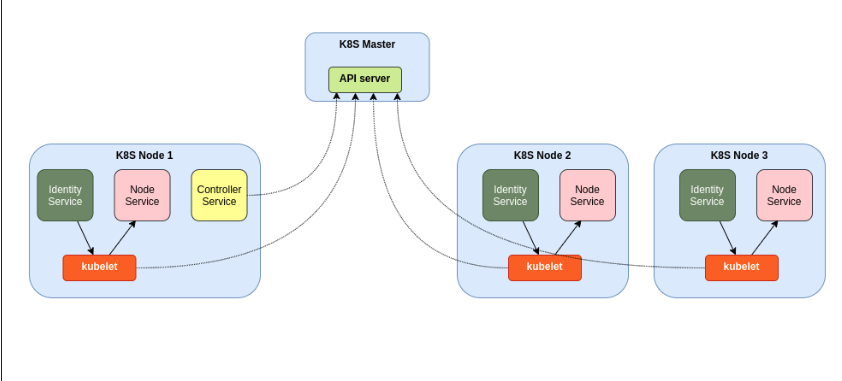 K8S Master
API server
K8S Node 1
Identity
Service
Node
Service
Controller
Service
kubelet
K8S Node 2
Identity
Service
Node
Service
kubelet
K8S Node 3
Identity
Service
Node
Service
kubelet